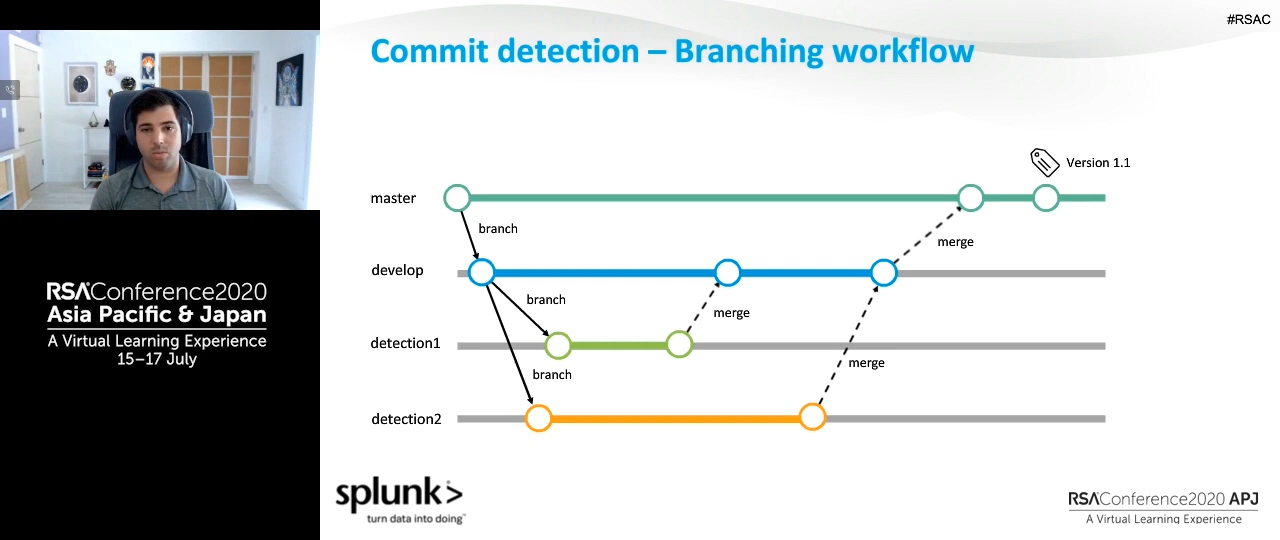 #RSAC
Commit detection – Branching workflow
Version 1.1
master
branch
merge
develop
branch
merge
detection1
merge
branch
detection2
RSAConference2020
Asia Pacific & Japan
A Virtual Learning Experience
15–17 July
splunk>
turn data into doing™
RSAConference2020 APJ
A Virtual Learning Experience